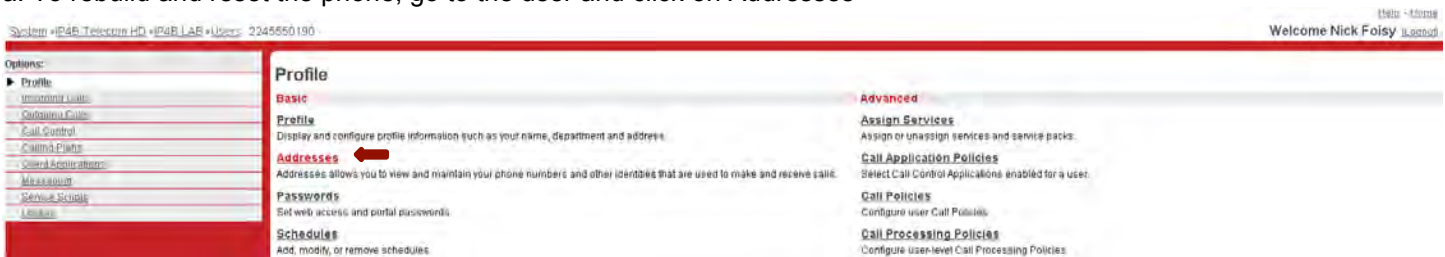 a. To rebuild and reset the phone, go to the user and click on Addresses
Help - Home
System >iP4B Telecom HD >iP4B LAB >Users: 2245550190
Welcome Nick Foisy [Logout]
Options:
Profile
Incoming Calls
Outgoing Calls
Call Control
Calling Plans
Client Applications
Messaging
Service Scripts
Utilities
Profile
Basic
Profile
Display and configure profile information such as your name, department and address.
Addresses
Addresses allows you to view and maintain your phone numbers and other identities that are used to make and receive calls.
Passwords
Set web access and portal passwords.
Schedules
Add, modify, or remove schedules.
Advanced
Assign Services
Assign or unassign services and service packs.
Call Application Policies
Select Call Control Applications enabled for a user.
Call Policies
Configure user Call Policies
Call Processing Policies
Configure user-level Call Processing Policies